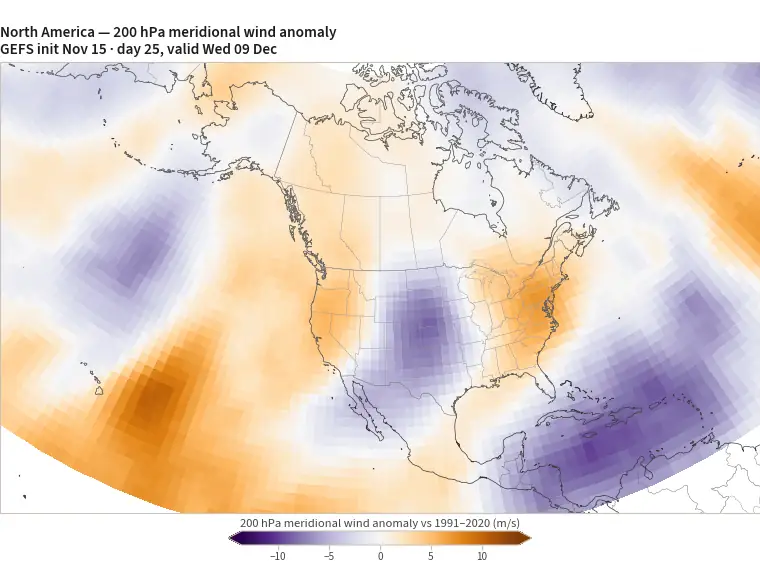 North America — 200 hPa meridional wind anomaly
GEFS init Nov 15 · day 25, valid Wed 09 Dec
200 hPa meridional wind anomaly vs 1991–2020 (m/s)
−10 −5 0 5 10